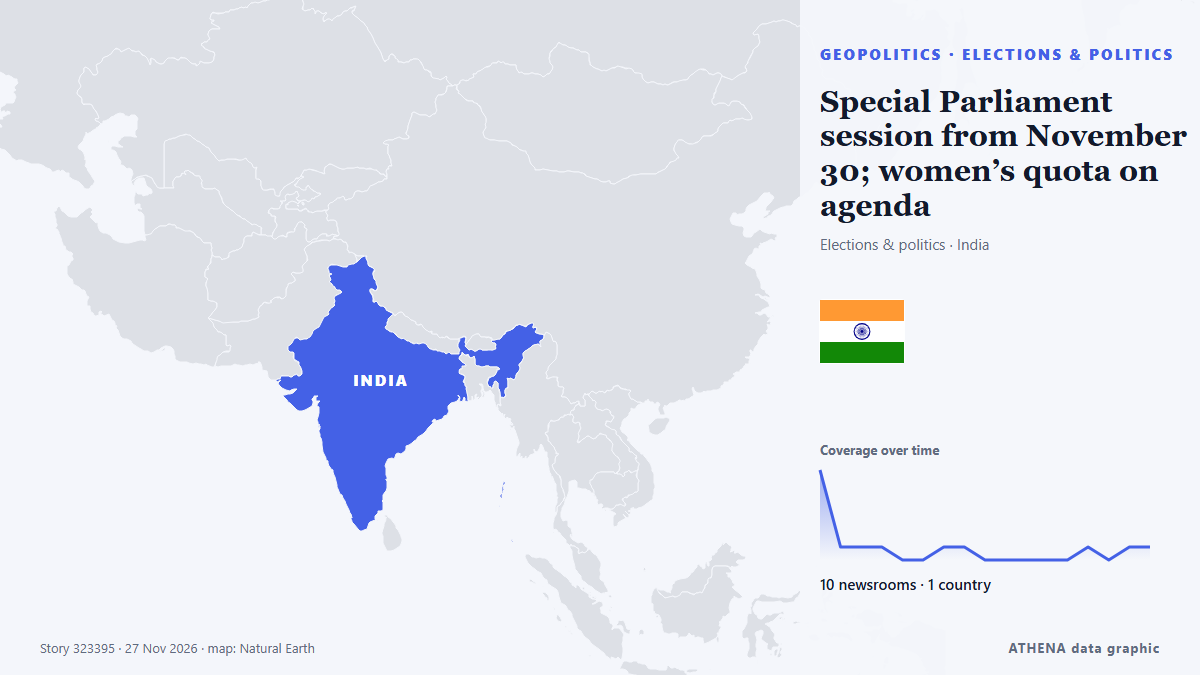 GEOPOLITICS · ELECTIONS & POLITICS
Special Parliament
session from November
30; women’s quota on
agenda
Elections & politics · India
INDIA
Coverage over time
10 newsrooms · 1 country
Story 323395 · 27 Nov 2026 · map: Natural Earth
ATHENA data graphic